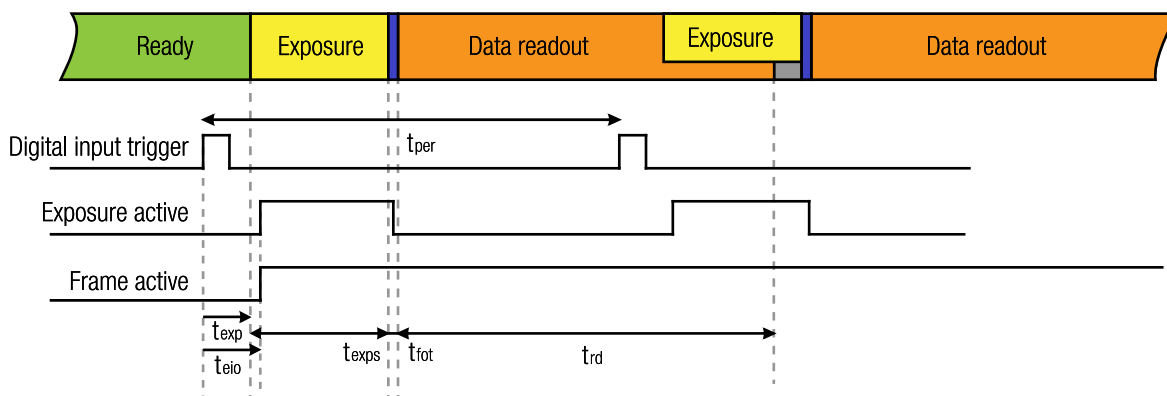 Ready
Exposure
Data readout
Exposure
Data readout
Digital input trigger
tper
Exposure active
Frame active
texp
texps
tfot
trd
teio